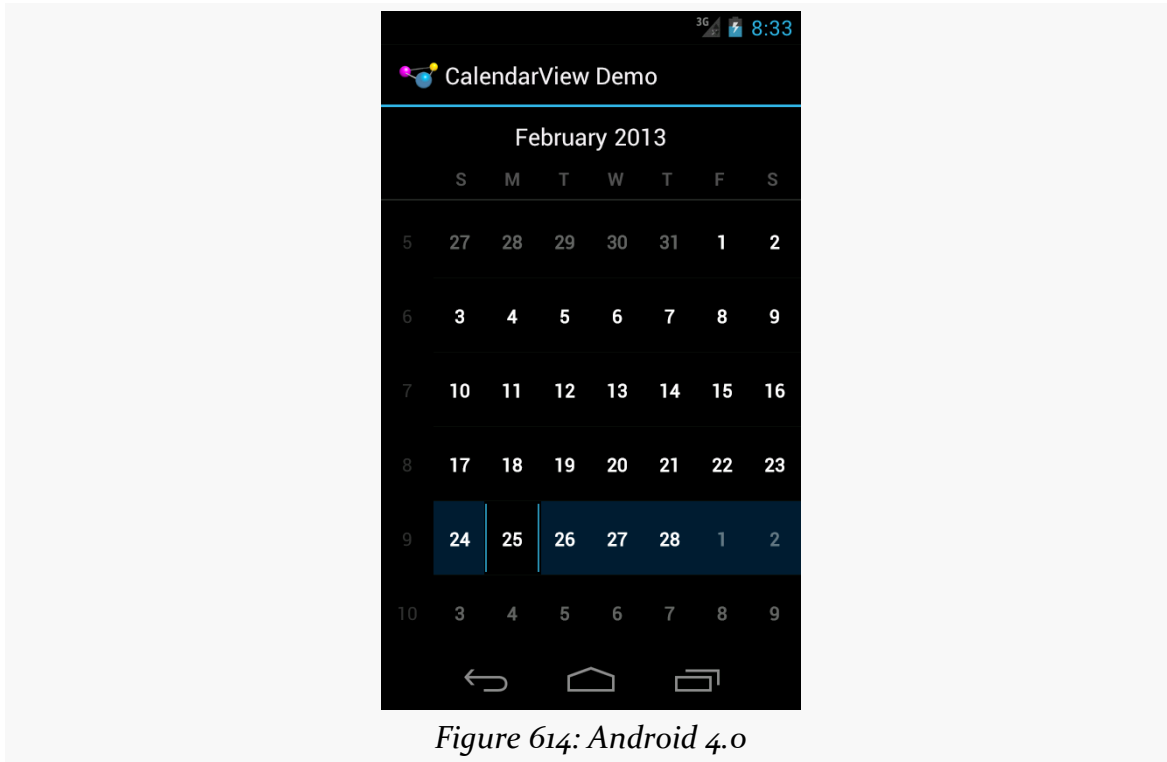 3G 8:33
CalendarView Demo
February 2013
S M T W T F S
5 27 28 29 30 31 1 2
6 3 4 5 6 7 8 9
7 10 11 12 13 14 15 16
8 17 18 19 20 21 22 23
9 24 25 26 27 28 1 2
10 3 4 5 6 7 8 9
Figure 614: Android 4.0